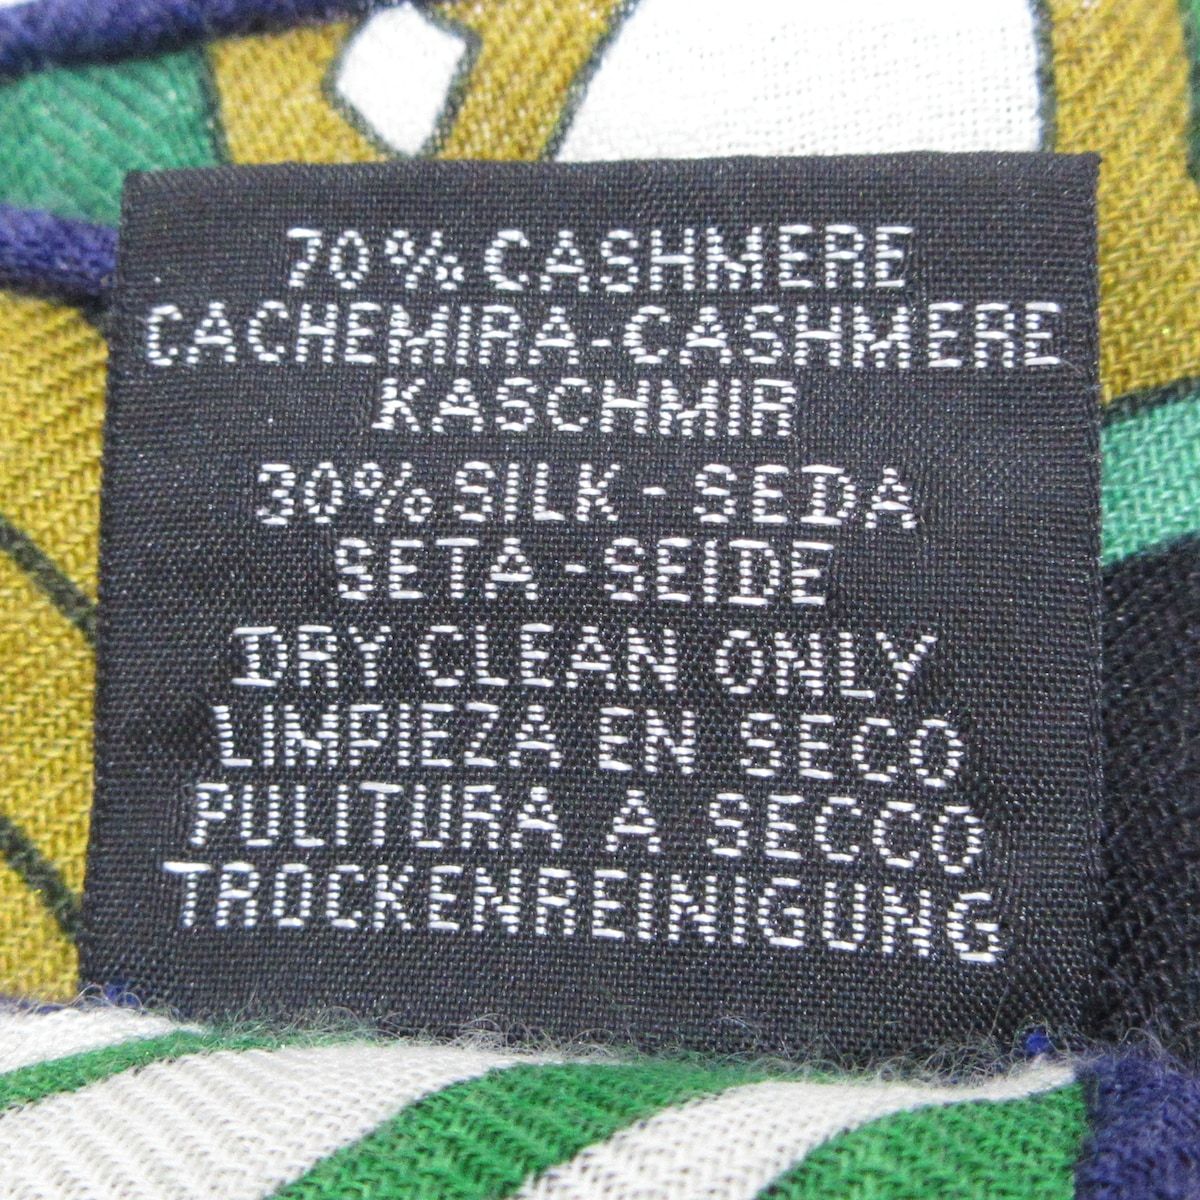 70% CASHMERE
CACHEMIRA-CASHMERE
KASCHMIR
30% SILK - SEDA
SETA - SEIDE
DRY CLEAN ONLY
LIMPIEZA EN SECO
PULITURA A SECCO
TROCKENREINIGUNG